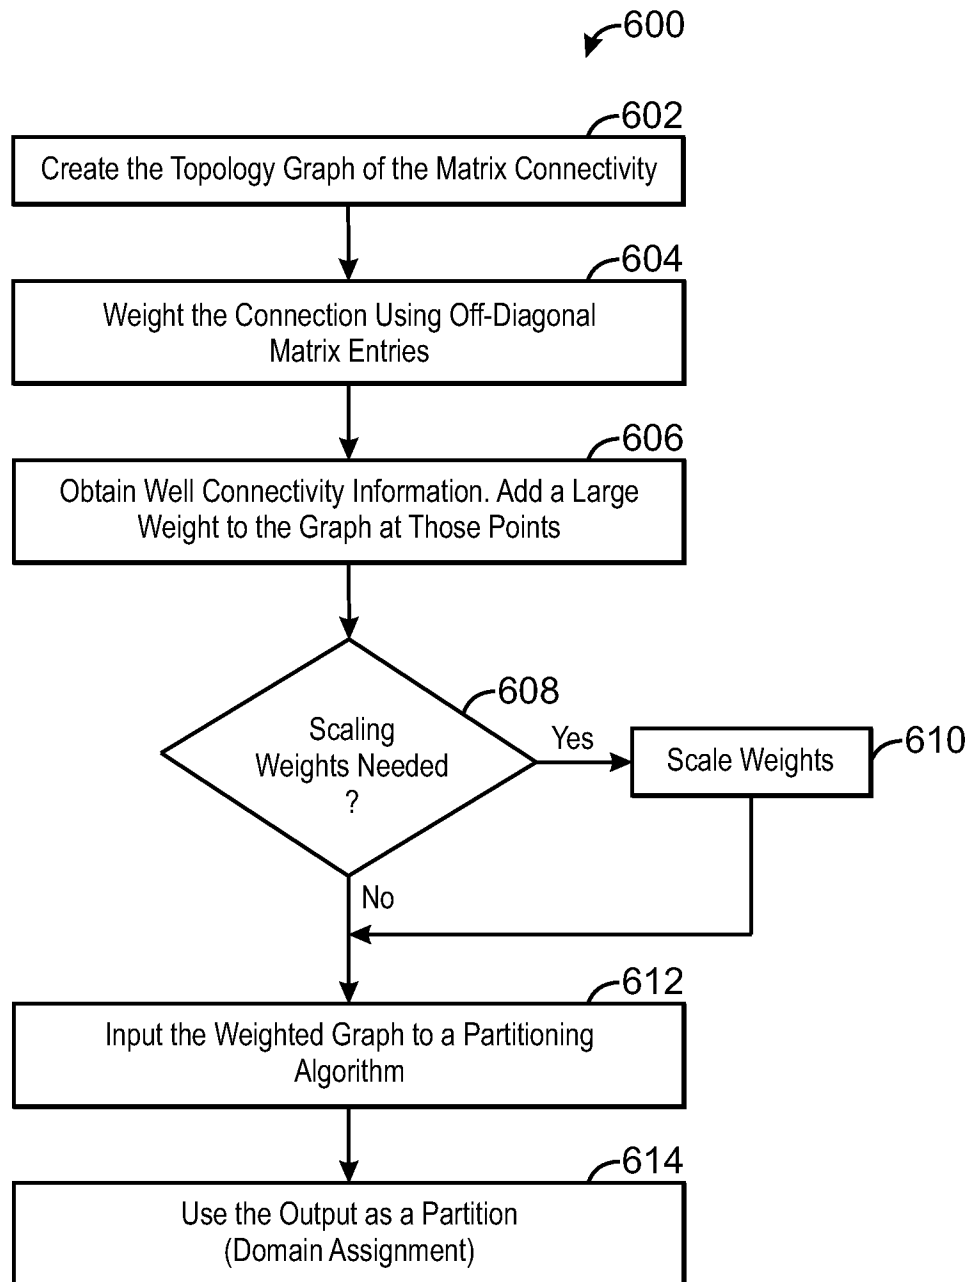 600
602
Create the Topology Graph of the Matrix Connectivity
604
Weight the Connection Using Off-Diagonal
Matrix Entries
606
Obtain Well Connectivity Information. Add a Large
Weight to the Graph at Those Points
608
Scaling
Weights Needed
?
Yes
Scale Weights
610
No
612
Input the Weighted Graph to a Partitioning
Algorithm
614
Use the Output as a Partition
(Domain Assignment)